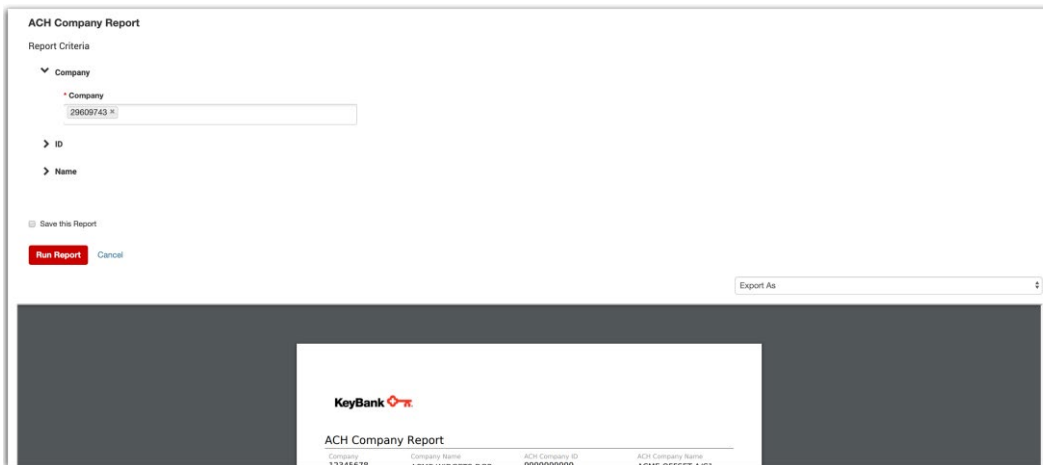 ACH Company Report
Report Criteria
Company
* Company
29609743 ×
ID
Name
Save this Report
Run Report Cancel
Export As
KeyBank
ACH Company Report
Company Company Name ACH Company ID ACH Company Name
12345678